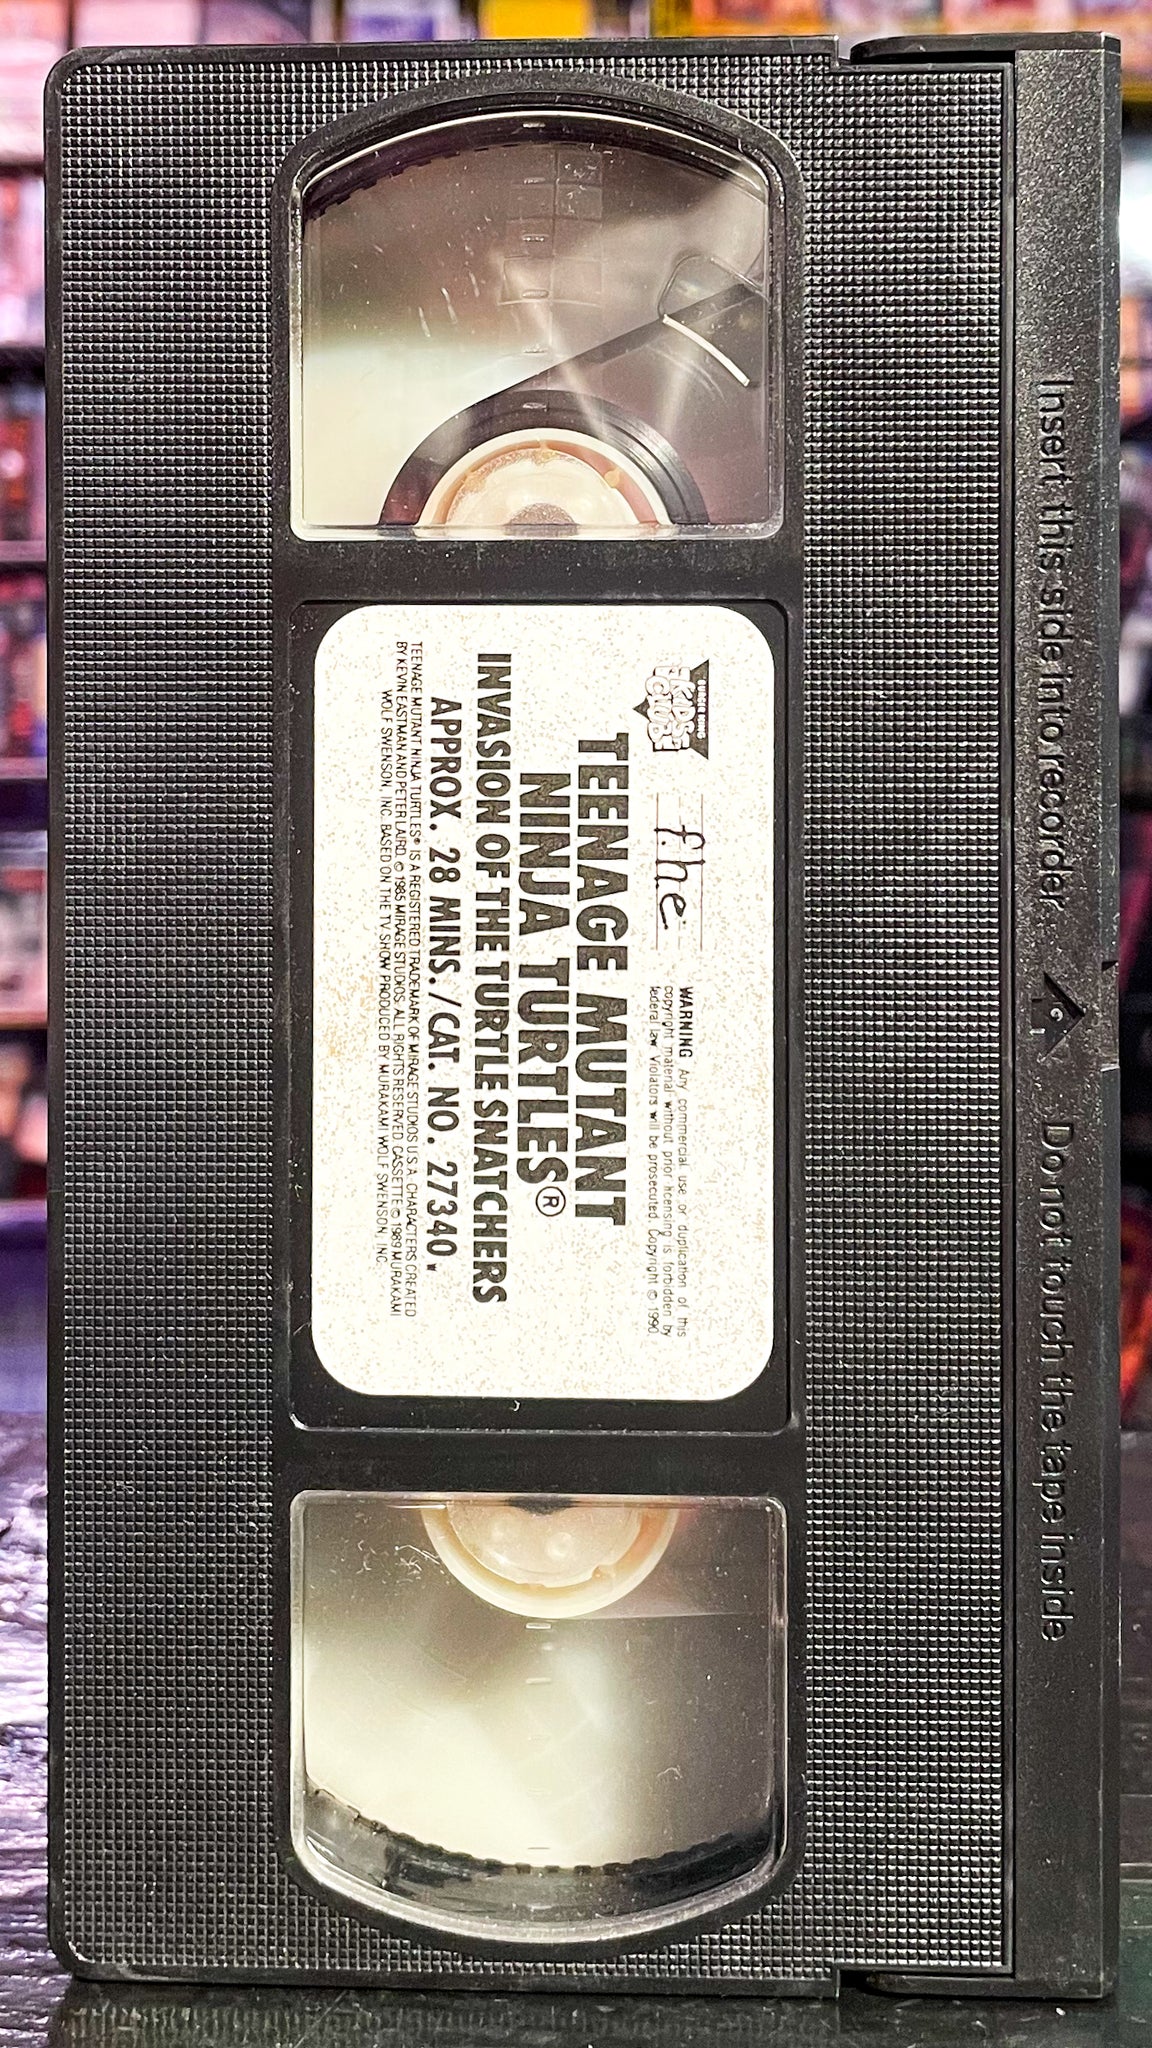 BURGER KING
KIDS
CLUB
f.h.e.
WARNING Any commercial use or duplication of this
copyright material without prior licensing is forbidden by
federal law Violators will be prosecuted. Copyright © 1990.
TEENAGE MUTANT
NINJA TURTLES®
INVASION OF THE TURTLE SNATCHERS
APPROX. 28 MINS./CAT. NO. 27340 W
TEENAGE MUTANT NINJA TURTLES® IS A REGISTERED TRADEMARK OF MIRAGE STUDIOS U.S.A. CHARACTERS CREATED
BY KEVIN EASTMAN AND PETER LAIRD. © 1985 MIRAGE STUDIOS. ALL RIGHTS RESERVED. CASSETTE © 1989 MURAKAMI
WOLF SWENSON, INC. BASED ON THE T.V. SHOW PRODUCED BY MURAKAMI WOLF SWENSON, INC.
Insert this side into recorder Do not touch the tape inside